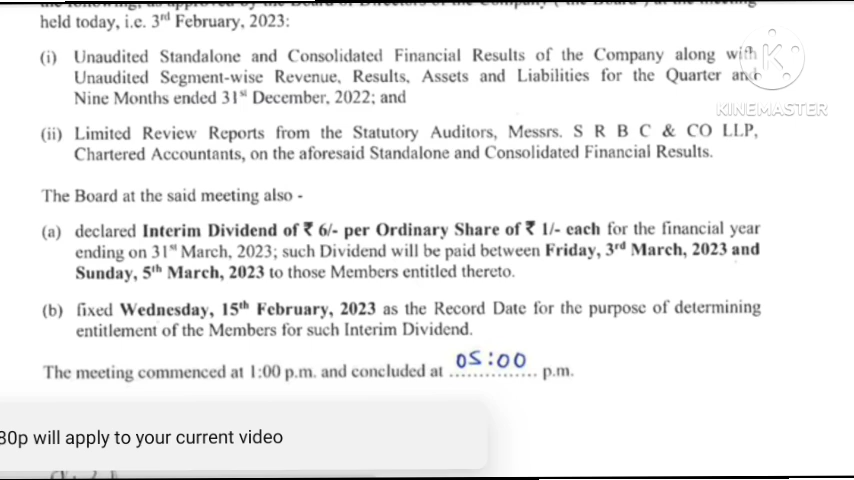 held today, i.e. 3rd February, 2023:
(i) Unaudited Standalone and Consolidated Financial Results of the Company along with
Unaudited Segment-wise Revenue, Results, Assets and Liabilities for the Quarter and
Nine Months ended 31st December, 2022; and
KINEMASTER
(ii) Limited Review Reports from the Statutory Auditors, Messrs. S R B C & CO LLP,
Chartered Accountants, on the aforesaid Standalone and Consolidated Financial Results.
The Board at the said meeting also -
(a) declared Interim Dividend of ₹ 6/- per Ordinary Share of ₹ 1/- each for the financial year
ending on 31st March, 2023; such Dividend will be paid between Friday, 3rd March, 2023 and
Sunday, 5th March, 2023 to those Members entitled thereto.
(b) fixed Wednesday, 15th February, 2023 as the Record Date for the purpose of determining
entitlement of the Members for such Interim Dividend.
The meeting commenced at 1:00 p.m. and concluded at 05:00 p.m.
80p will apply to your current video